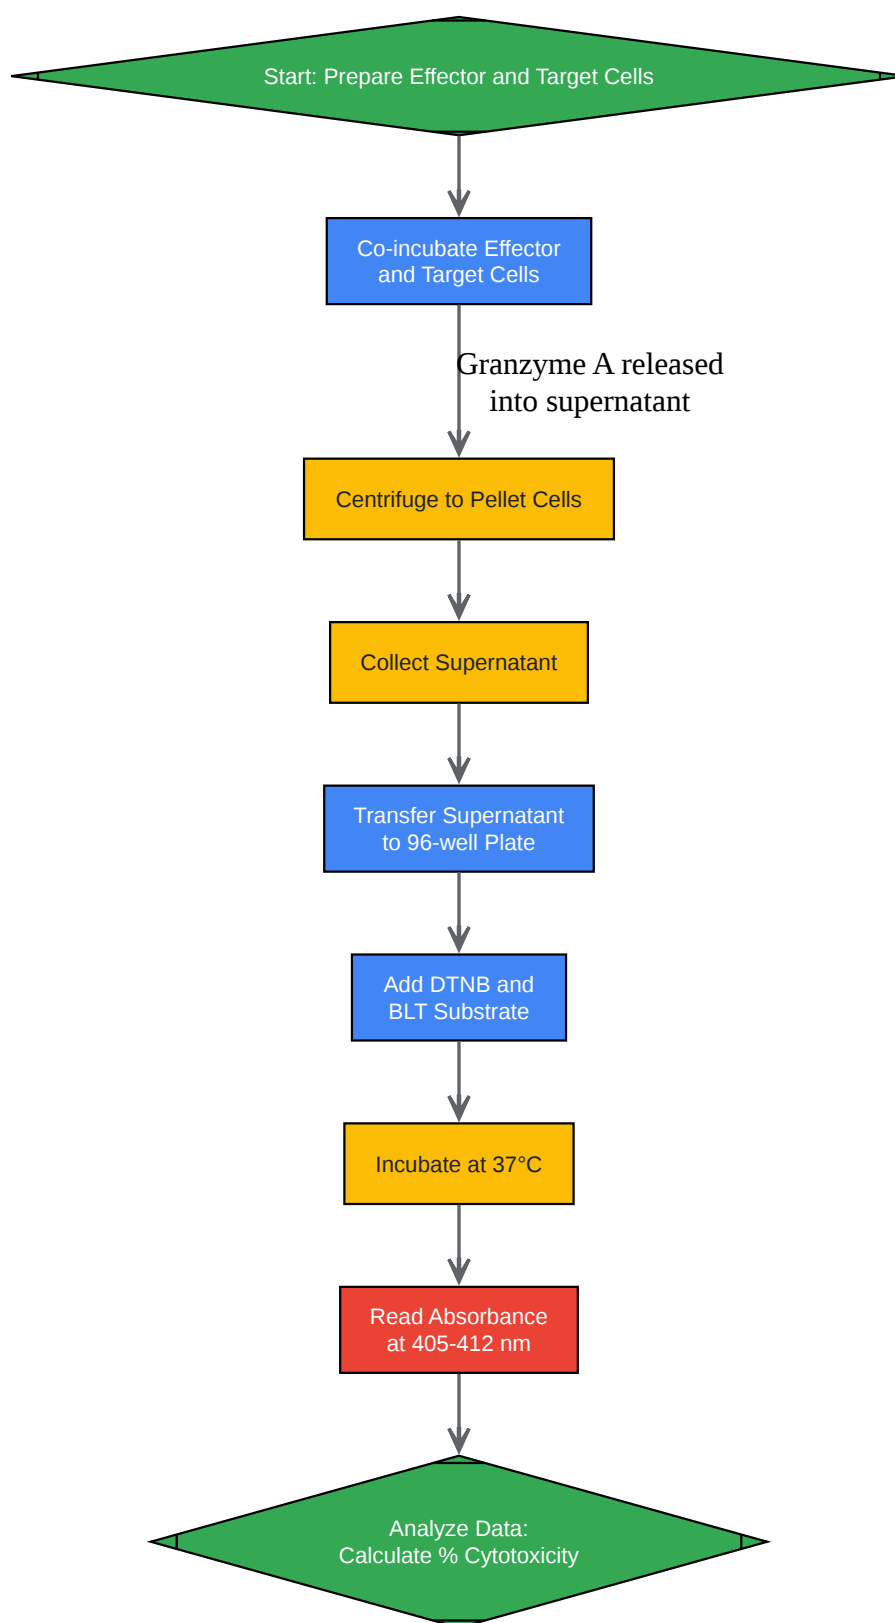 Start: Prepare Effector and Target Cells
Co-incubate Effector
and Target Cells
Granzyme A released
into supernatant
Centrifuge to Pellet Cells
Collect Supernatant
Transfer Supernatant
to 96-well Plate
Add DTNB and
BLT Substrate
Incubate at 37°C
Read Absorbance
at 405-412 nm
Analyze Data:
Calculate % Cytotoxicity